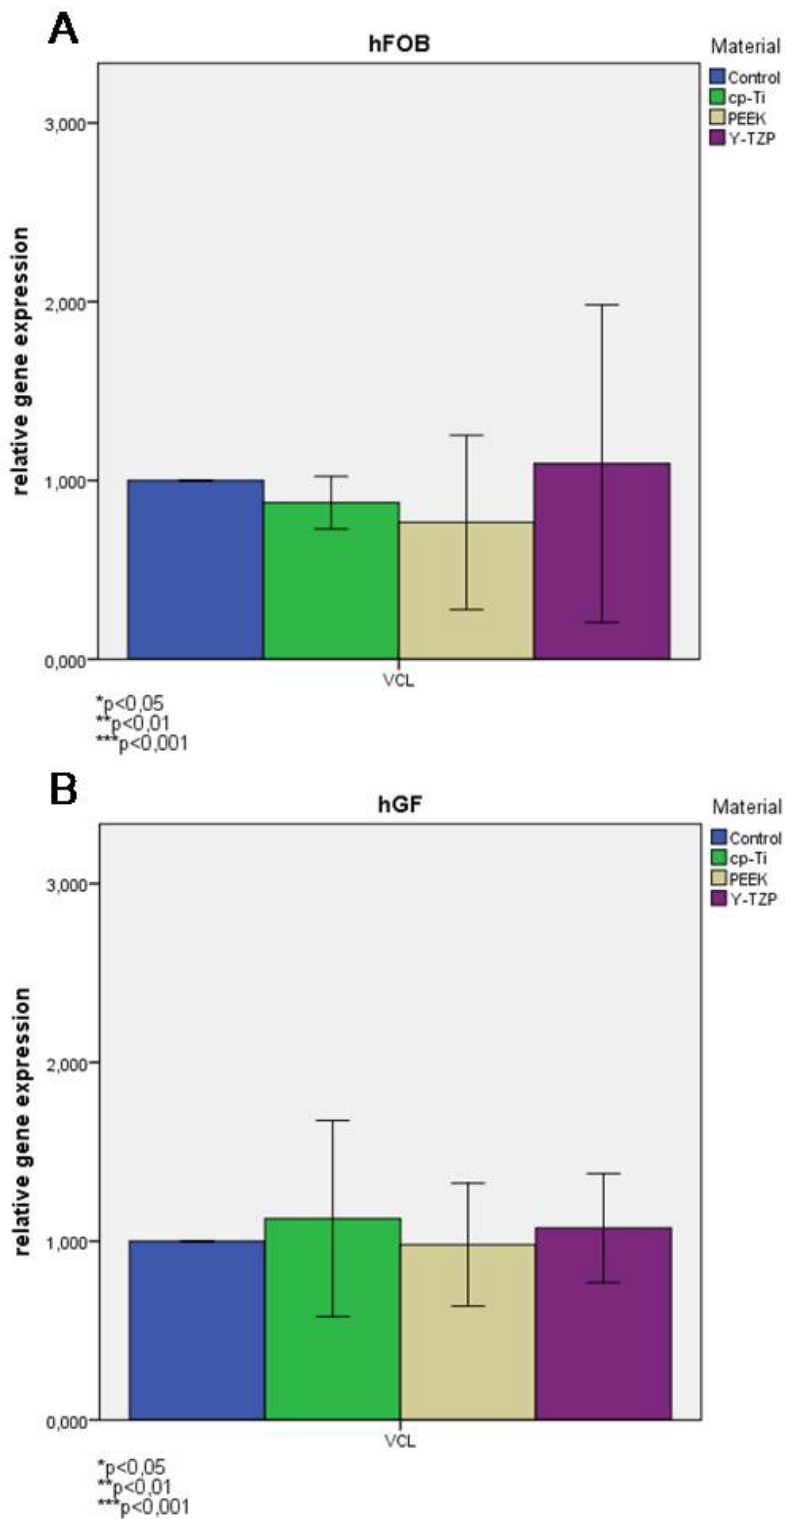 A
hFOB
Material
Control
cp-Ti
PEEK
Y-TZP
relative gene expression
3,000
2,000
1,000
0,000
VCL
*p<0,05
**p<0,01
***p<0,001
B
hGF
Material
Control
cp-Ti
PEEK
Y-TZP
relative gene expression
3,000
2,000
1,000
0,000
VCL
*p<0,05
**p<0,01
***p<0,001